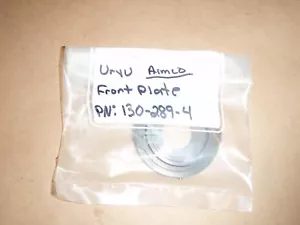 Uryu Aimco
Front Plate
PN: 130-289-4